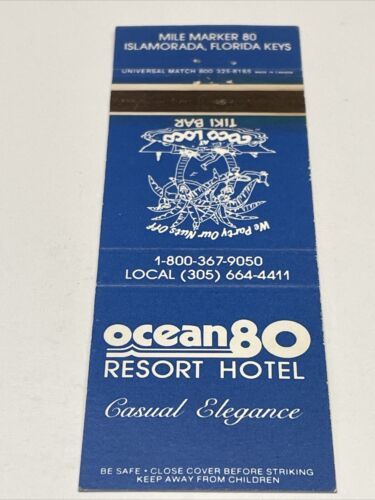 MILE MARKER 80
ISLAMORADA, FLORIDA KEYS
UNIVERSAL MATCH 800 325-8185 MADE IN CANADA
TIKI BAR
COCO LOCO
AT
We Party Our Nuts Off
1-800-367-9050
LOCAL (305) 664-4411
ocean80
RESORT HOTEL
Casual Elegance
BE SAFE • CLOSE COVER BEFORE STRIKING
KEEP AWAY FROM CHILDREN